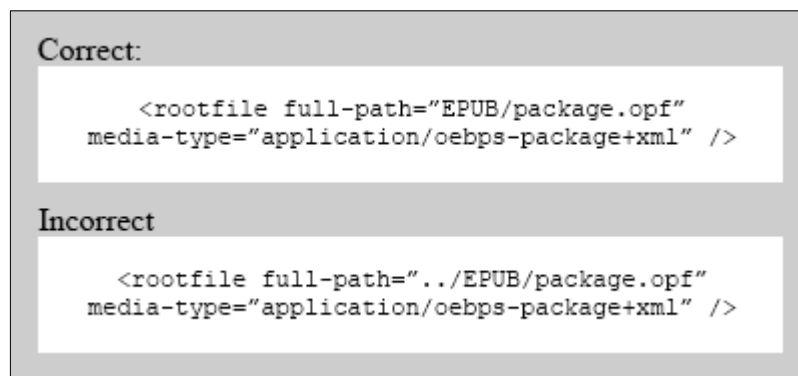 Correct:
<rootfile full-path=”EPUB/package.opf”
media-type=”application/oebps-package+xml” />
Incorrect
<rootfile full-path=”../EPUB/package.opf”
media-type=”application/oebps-package+xml” />